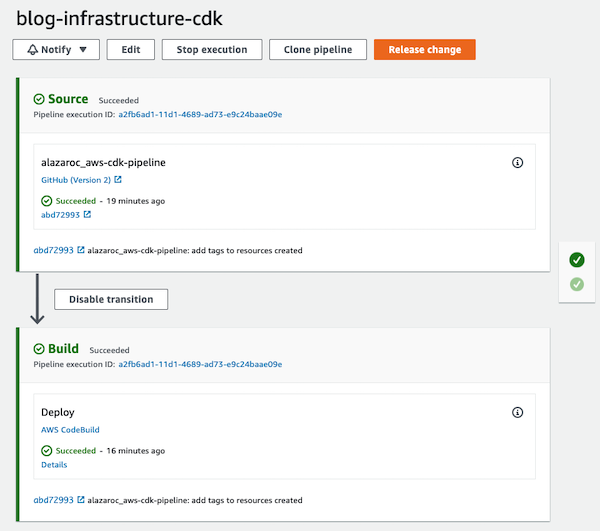 blog-infrastructure-cdk
Notify Edit Stop execution Clone pipeline Release change
Source Succeeded
Pipeline execution ID: a2fb6ad1-11d1-4689-ad73-e9c24baae09e
alazaroc_aws-cdk-pipeline
GitHub (Version 2)
Succeeded - 19 minutes ago
abd72993
abd72993 alazaroc_aws-cdk-pipeline: add tags to resources created
Disable transition
Build Succeeded
Pipeline execution ID: a2fb6ad1-11d1-4689-ad73-e9c24baae09e
Deploy
AWS CodeBuild
Succeeded - 16 minutes ago
Details
abd72993 alazaroc_aws-cdk-pipeline: add tags to resources created